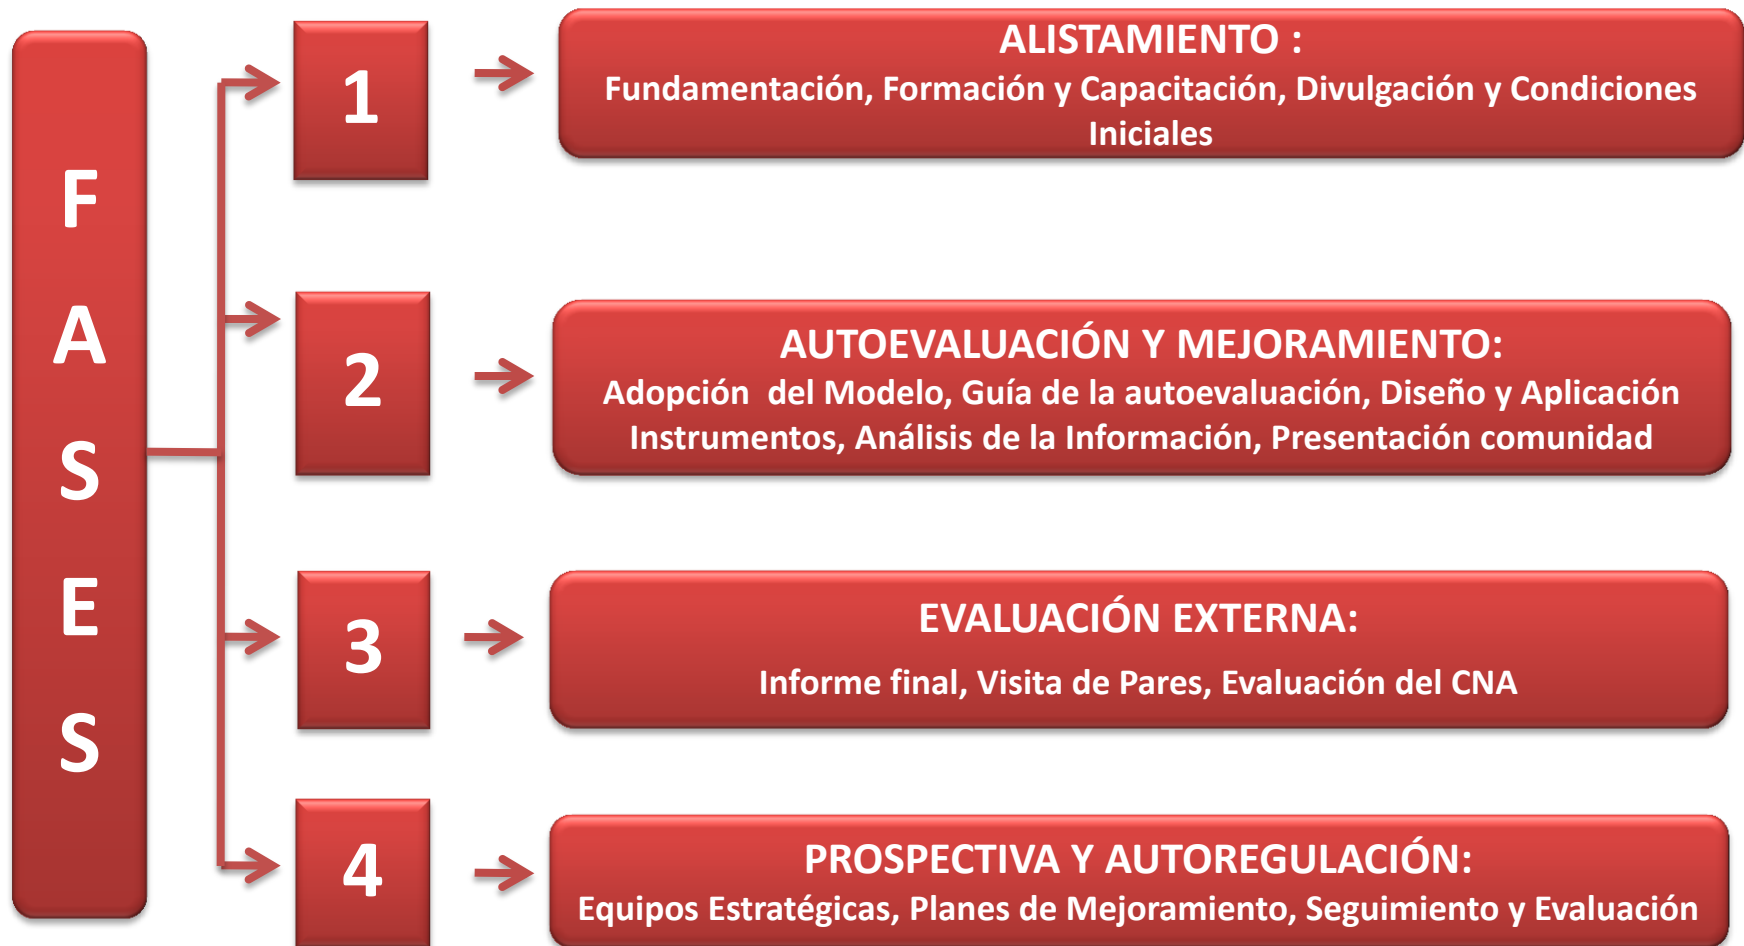 FASES
1
ALISTAMIENTO :
Fundamentación, Formación y Capacitación, Divulgación y Condiciones
Iniciales
2
AUTOEVALUACIÓN Y MEJORAMIENTO:
Adopción del Modelo, Guía de la autoevaluación, Diseño y Aplicación
Instrumentos, Análisis de la Información, Presentación comunidad
3
EVALUACIÓN EXTERNA:
Informe final, Visita de Pares, Evaluación del CNA
4
PROSPECTIVA Y AUTOREGULACIÓN:
Equipos Estratégicas, Planes de Mejoramiento, Seguimiento y Evaluación